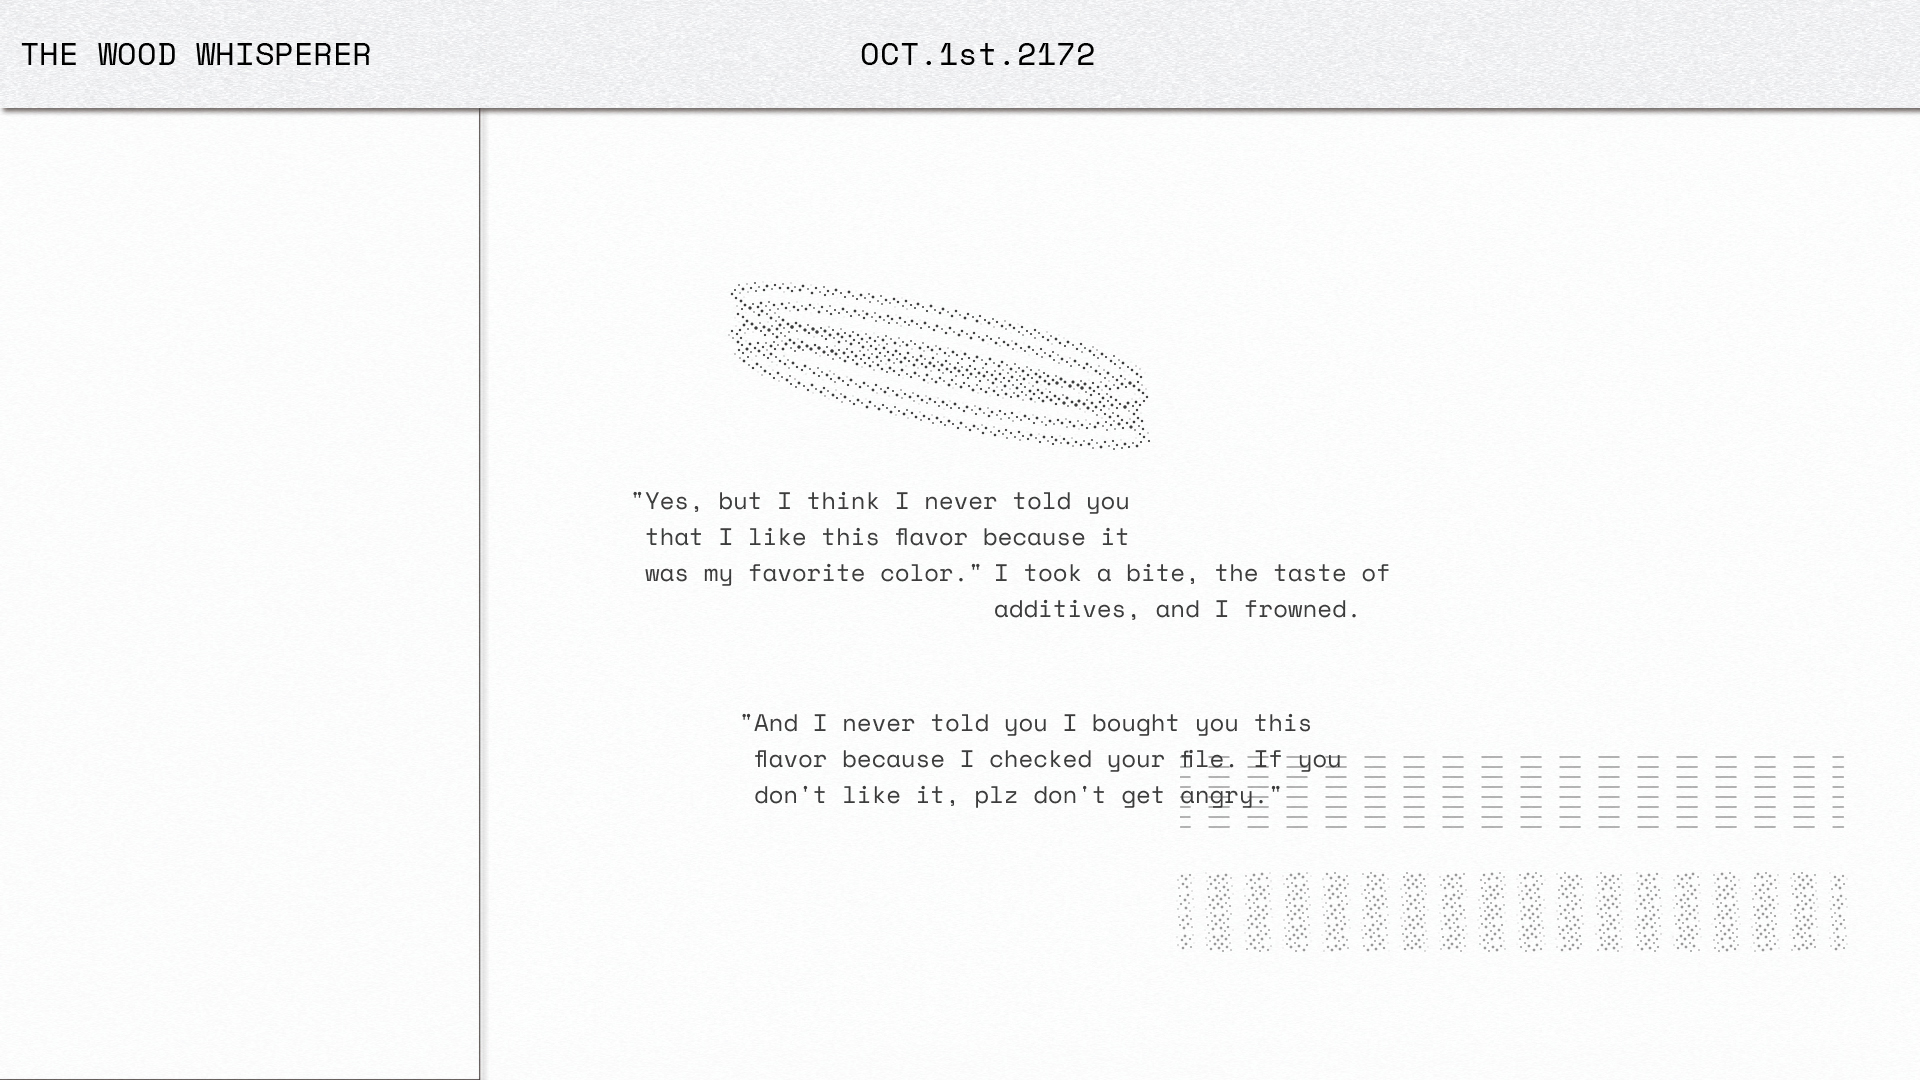 THE WOOD WHISPERER
OCT.1st.2172
"Yes, but I think I never told you
that I like this flavor because it
was my favorite color." I took a bite, the taste of
additives, and I frowned.
"And I never told you I bought you this
flavor because I checked your file. If you
don't like it, plz don't get angry."